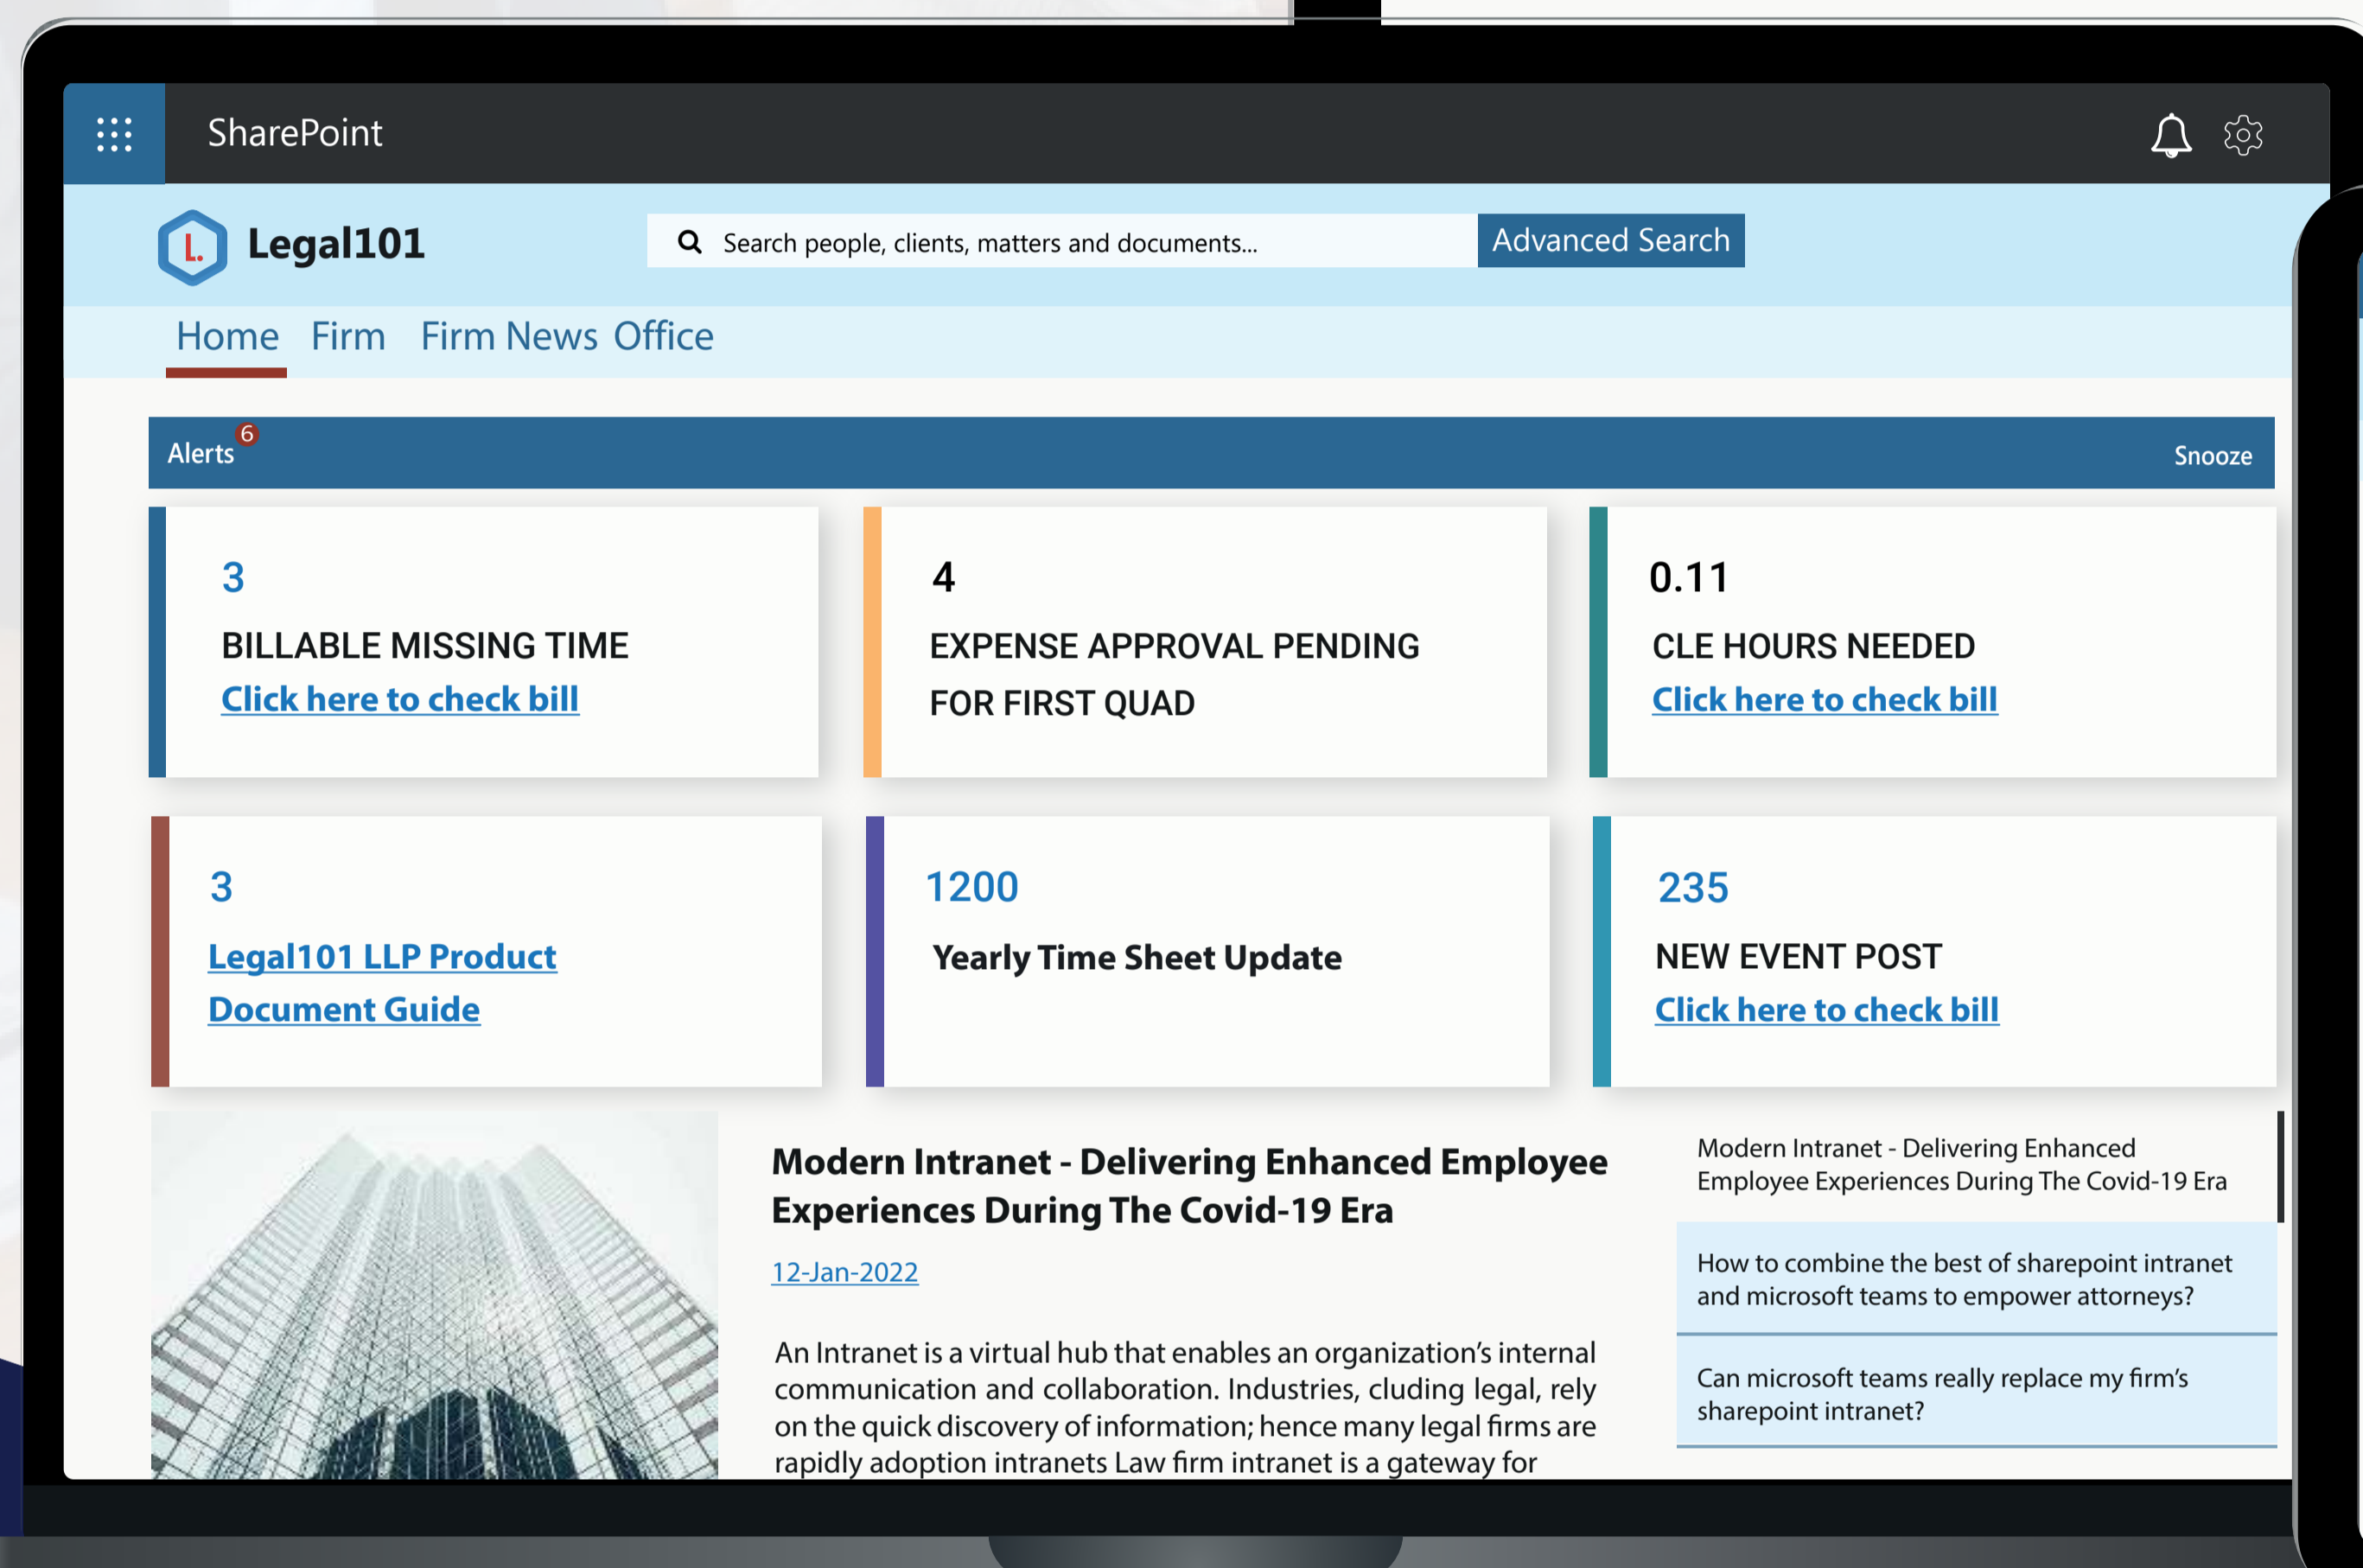 SharePoint
L.
Legal101
Search people, clients, matters and documents...
Advanced Search
Home Firm Firm News Office
Alerts 6
Snooze
3
BILLABLE MISSING TIME
Click here to check bill
4
EXPENSE APPROVAL PENDING
FOR FIRST QUAD
0.11
CLE HOURS NEEDED
Click here to check bill
3
Legal101 LLP Product
Document Guide
1200
Yearly Time Sheet Update
235
NEW EVENT POST
Click here to check bill
Modern Intranet - Delivering Enhanced Employee
Experiences During The Covid-19 Era
12-Jan-2022
An Intranet is a virtual hub that enables an organization’s internal
communication and collaboration. Industries, cluding legal, rely
on the quick discovery of information; hence many legal firms are
rapidly adoption intranets Law firm intranet is a gateway for
Modern Intranet - Delivering Enhanced
Employee Experiences During The Covid-19 Era
How to combine the best of sharepoint intranet
and microsoft teams to empower attorneys?
Can microsoft teams really replace my firm’s
sharepoint intranet?